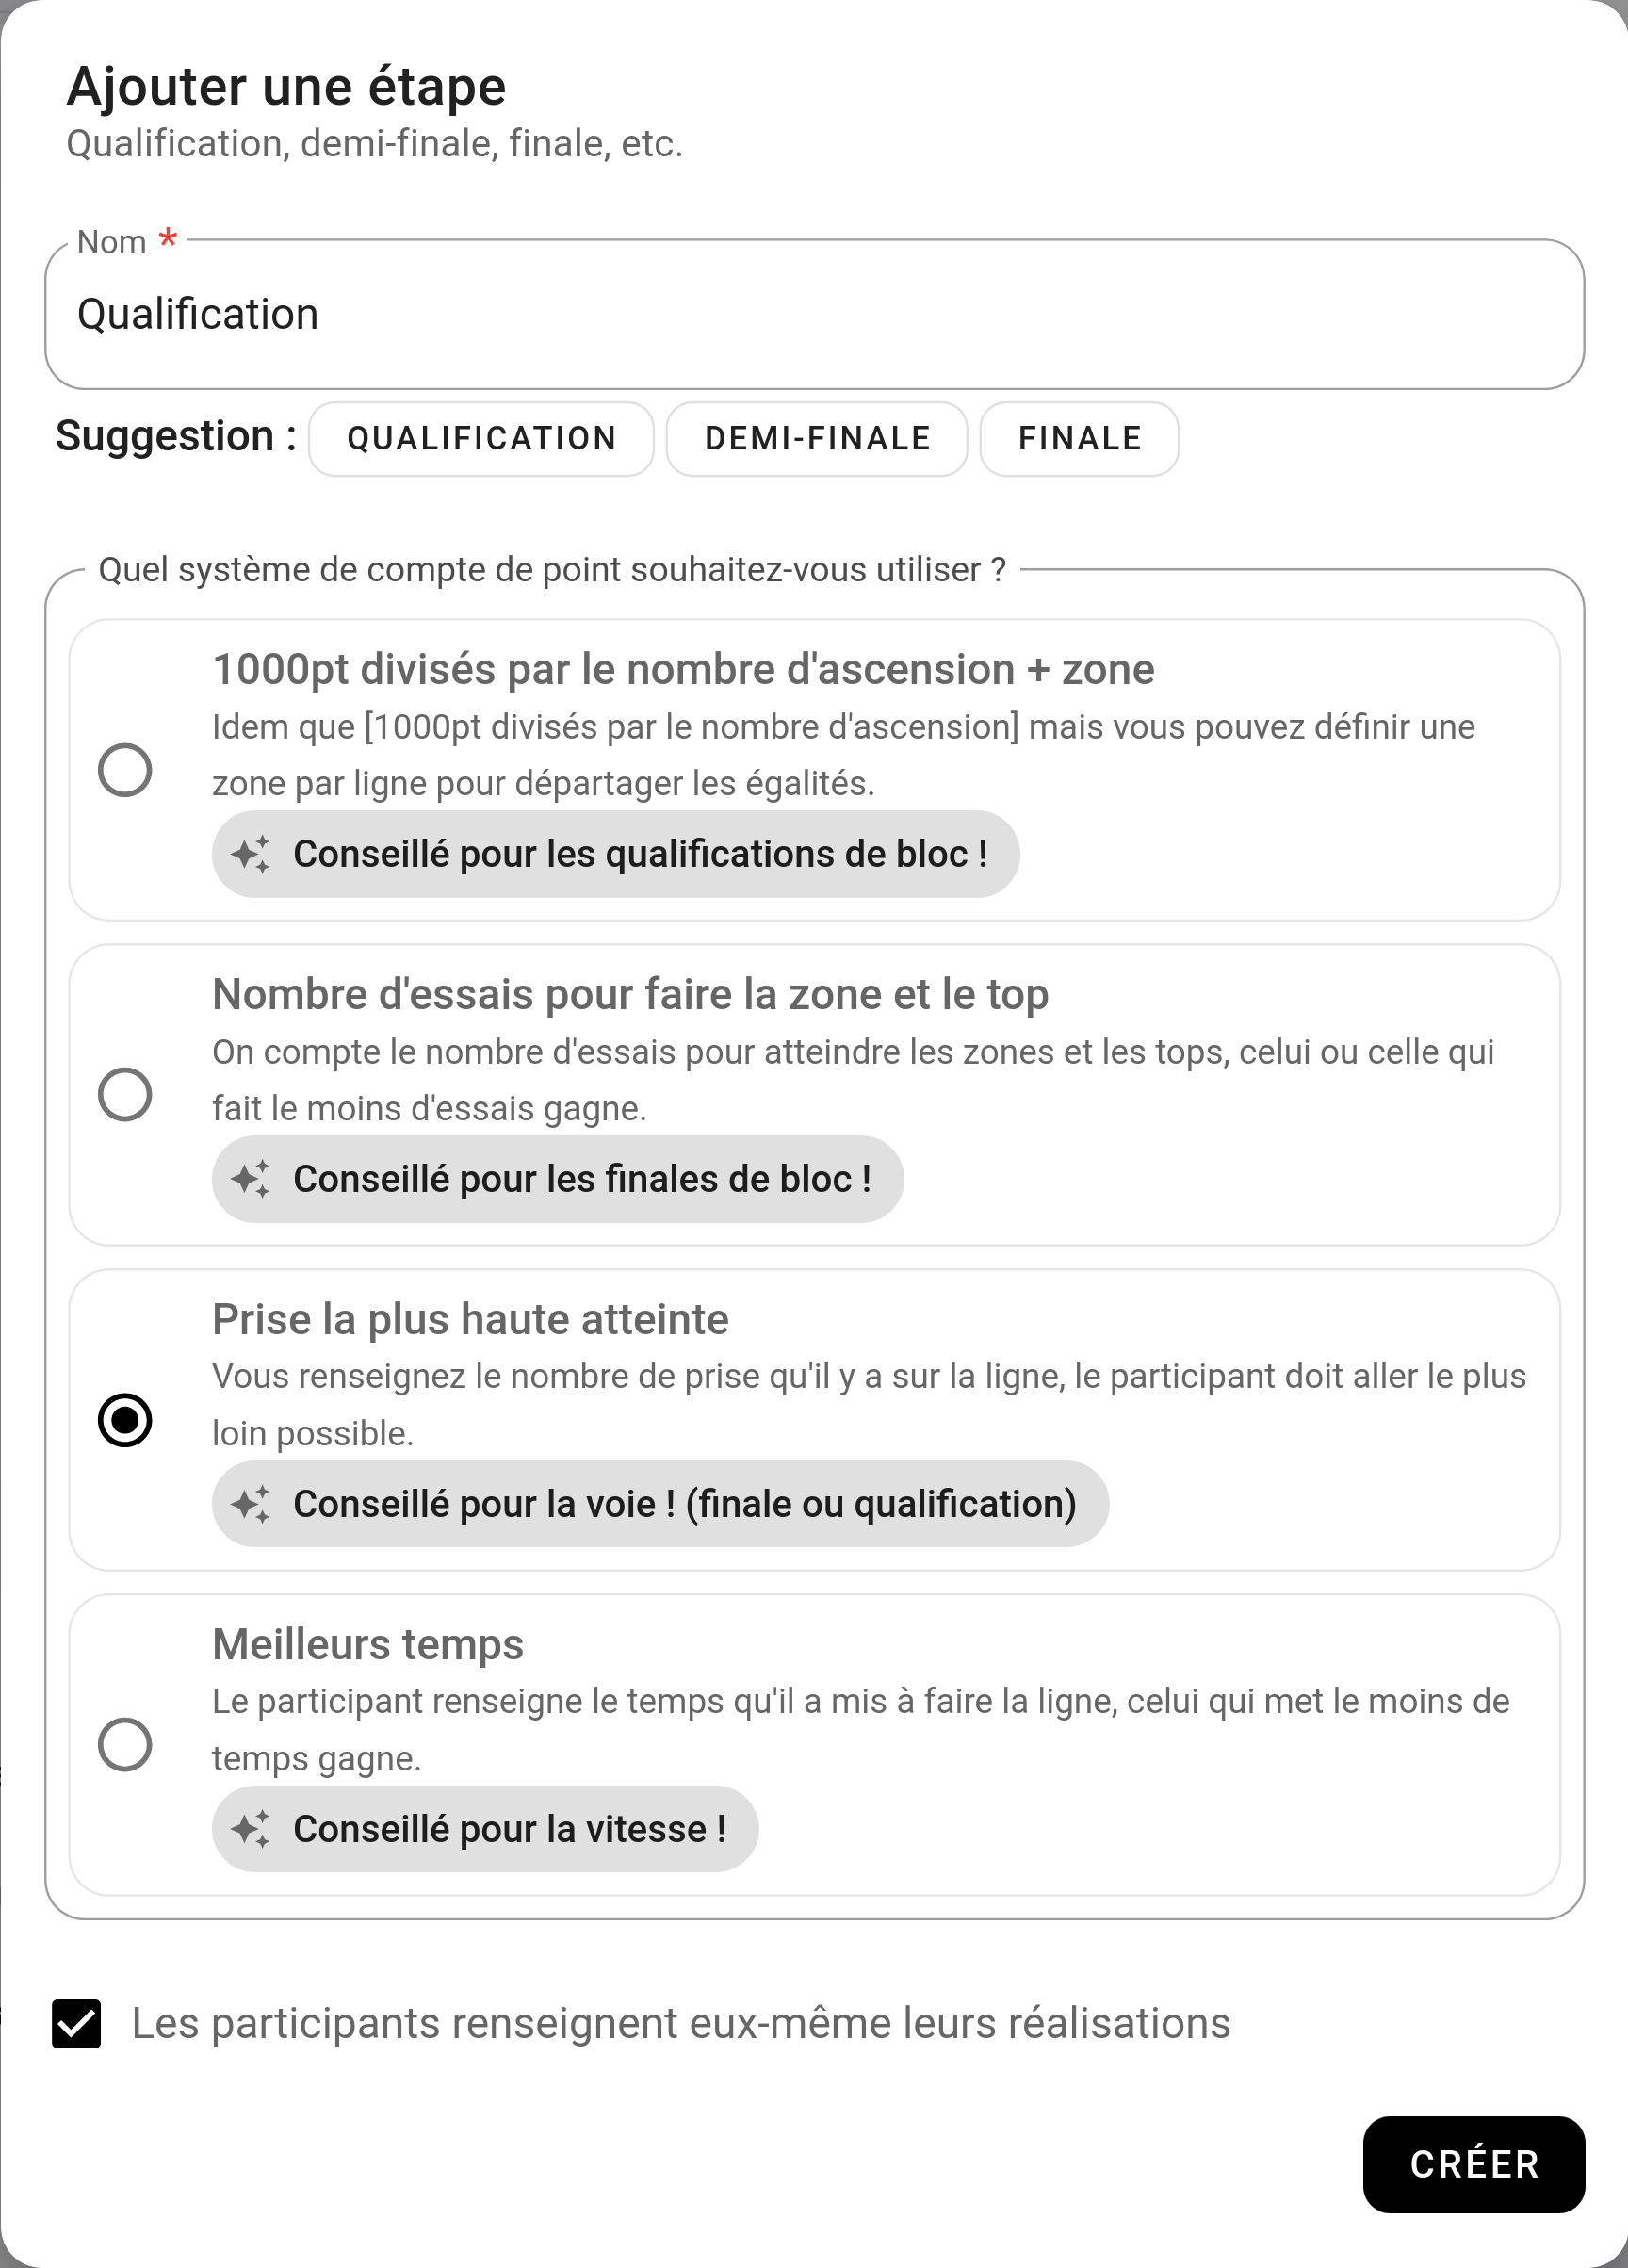 Ajouter une étape
Qualification, demi-finale, finale, etc.
Nom *
Qualification
Suggestion : QUALIFICATION DEMI-FINALE FINALE
Quel système de compte de point souhaitez-vous utiliser ?
1000pt divisés par le nombre d'ascension + zone
Idem que [1000pt divisés par le nombre d'ascension] mais vous pouvez définir une
zone par ligne pour départager les égalités.
Conseillé pour les qualifications de bloc !
Nombre d'essais pour faire la zone et le top
On compte le nombre d'essais pour atteindre les zones et les tops, celui ou celle qui
fait le moins d'essais gagne.
Conseillé pour les finales de bloc !
Prise la plus haute atteinte
Vous renseignez le nombre de prise qu'il y a sur la ligne, le participant doit aller le plus
loin possible.
Conseillé pour la voie ! (finale ou qualification)
Meilleurs temps
Le participant renseigne le temps qu'il a mis à faire la ligne, celui qui met le moins de
temps gagne.
Conseillé pour la vitesse !
Les participants renseignent eux-même leurs réalisations
CRÉER